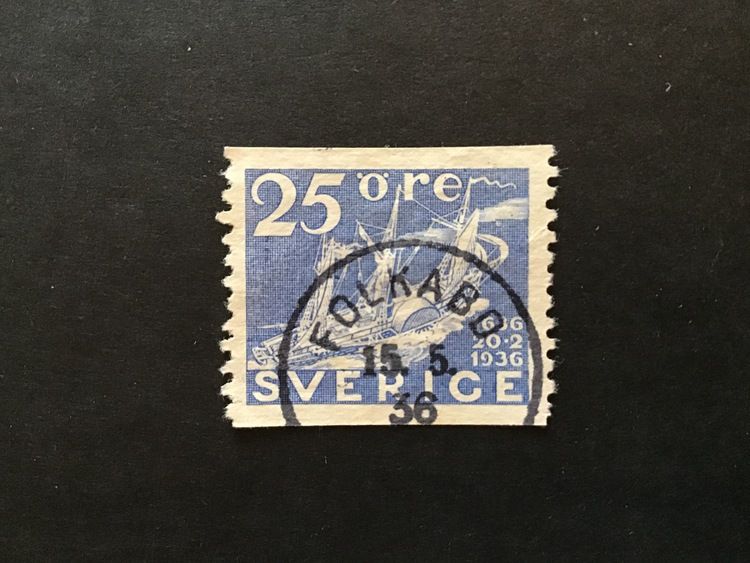 25 öre
1636
20·2
1936
SVERIGE
FOLKABO
15. 5.
36